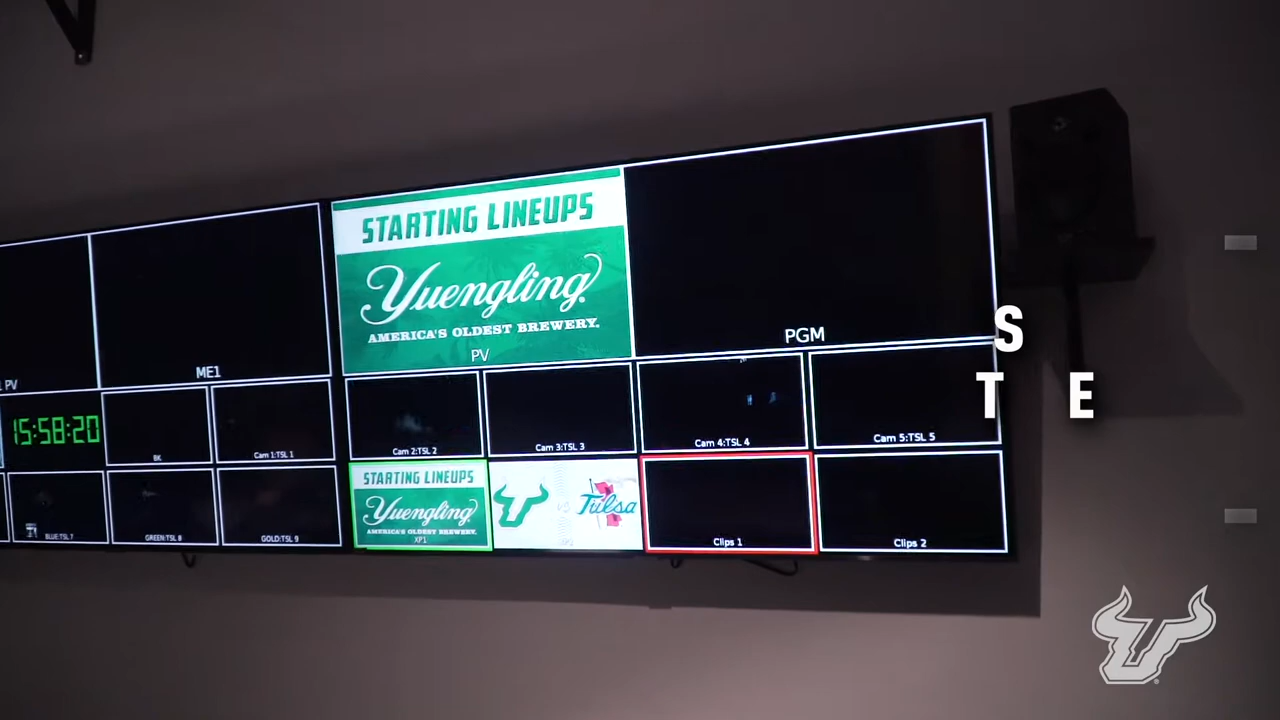 STARTING LINEUPS
Yuengling
AMERICA'S OLDEST BREWERY.
PV
PGM
PV
ME1
15:58:20
BK
Cam 1:TSL 1
Cam 2:TSL 2
Cam 3:TSL 3
Cam 4:TSL 4
Cam 5:TSL 5
BLUE:TSL 7
GREEN:TSL 8
GOLD:TSL 9
STARTING LINEUPS
Yuengling
AMERICA'S OLDEST BREWERY.
XP1
VS
Tulsa
Clips 1
Clips 2
S
T E